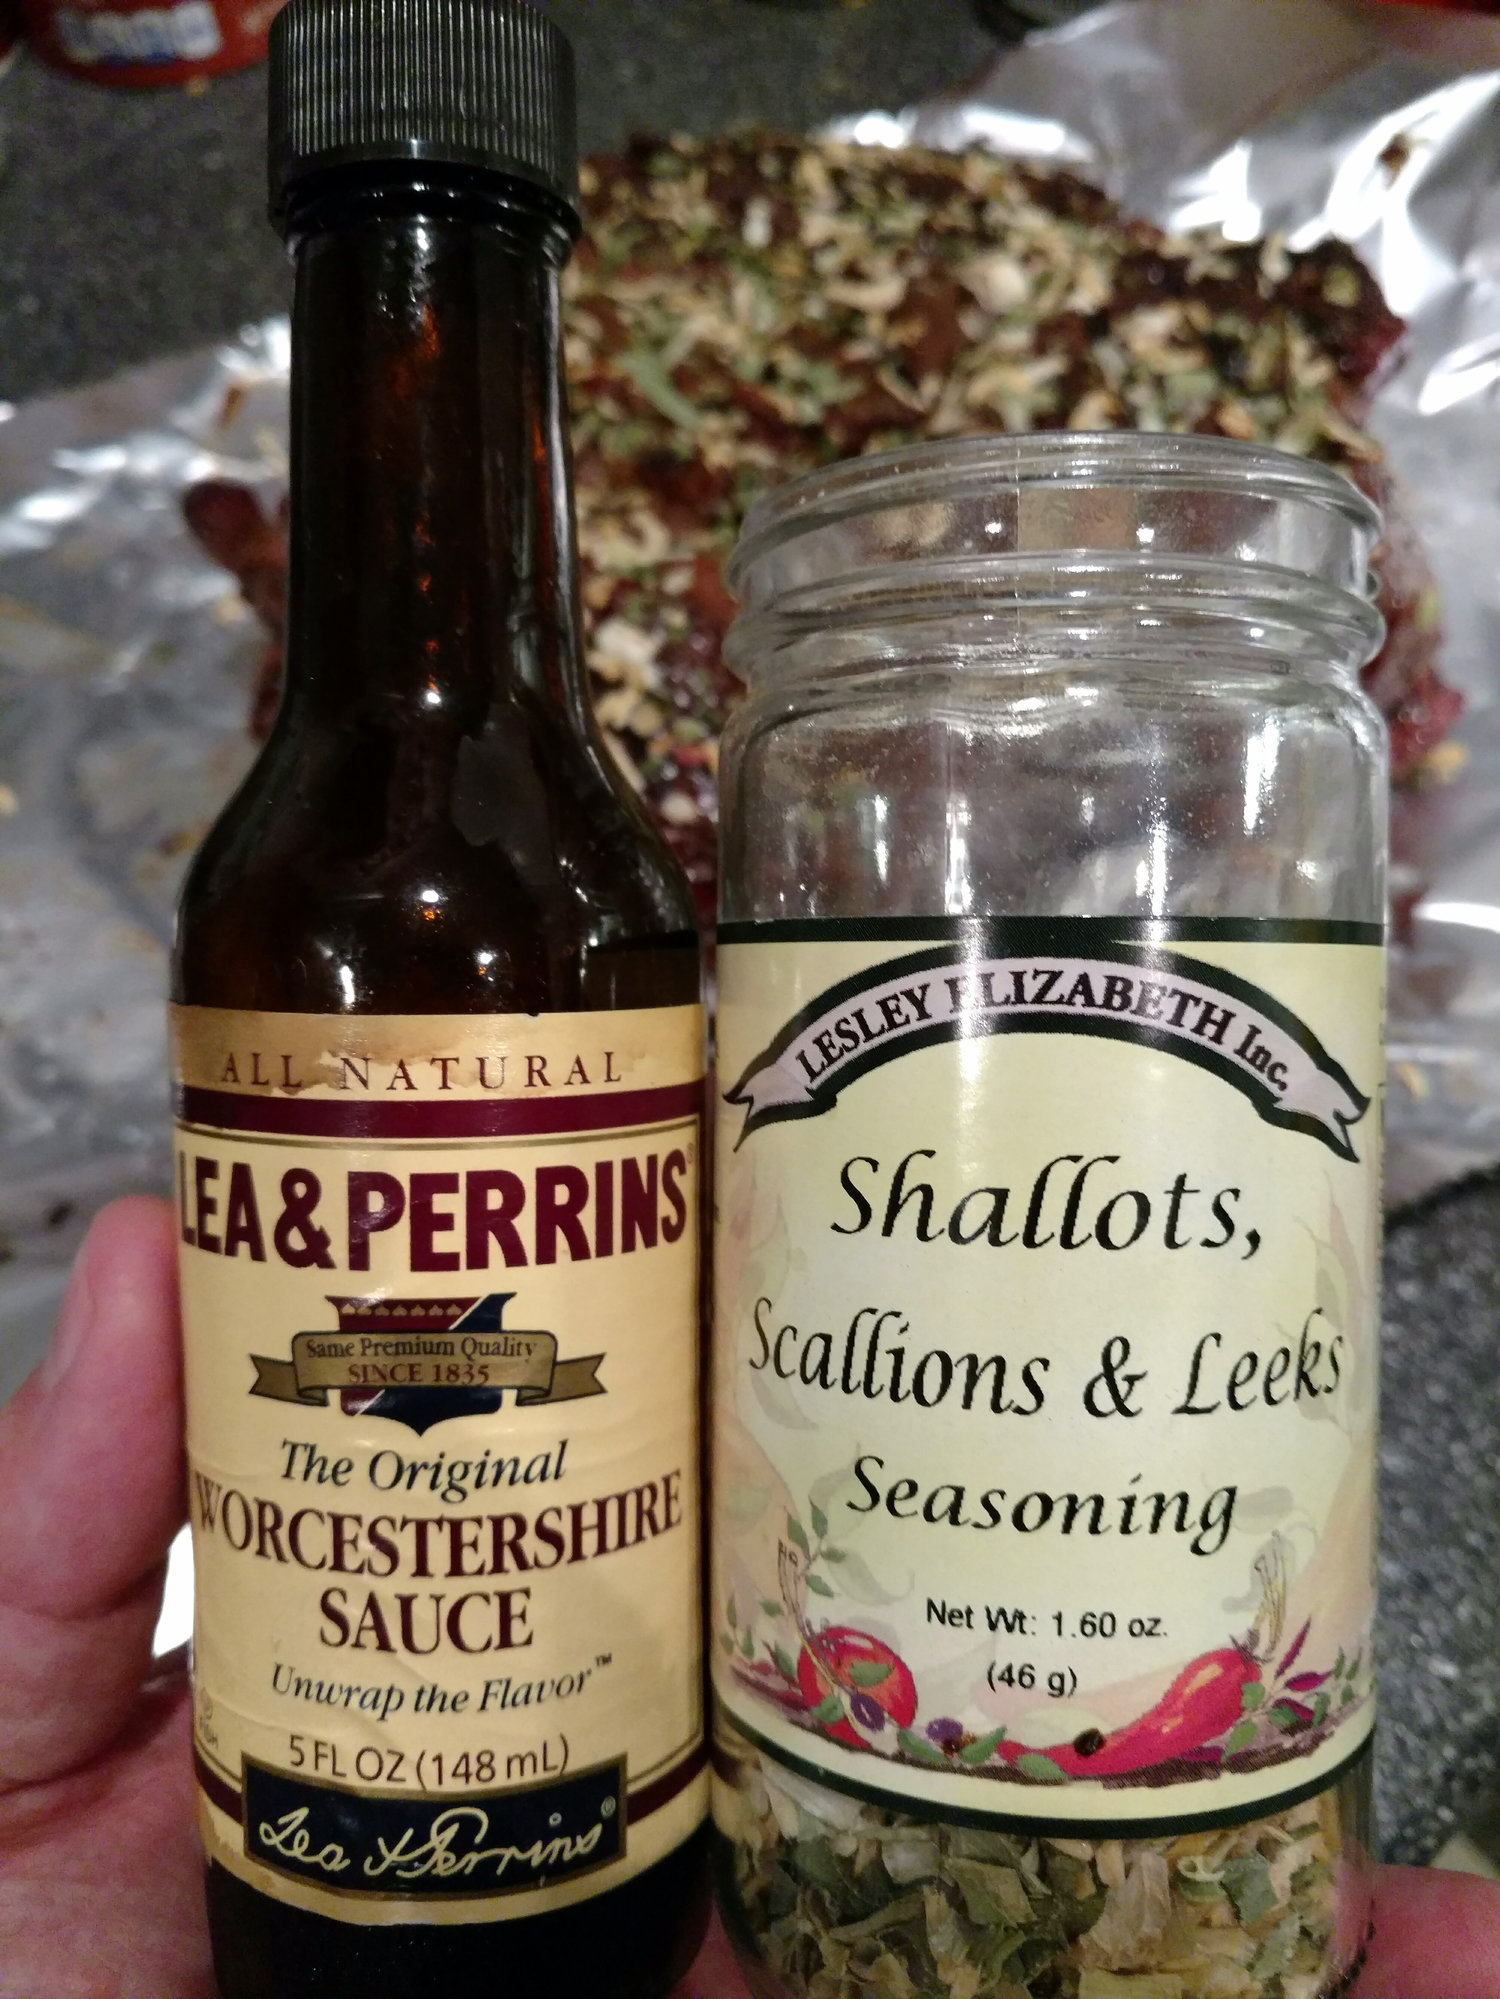 ALL NATURAL
LEA & PERRINS®
Same Premium Quality
SINCE 1835
The Original
WORCESTERSHIRE
SAUCE
Unwrap the Flavor™
5 FL OZ (148 mL)
Lea & Perrins®
LESLEY ELIZABETH Inc.
Shallots,
Scallions & Leeks
Seasoning
Net Wt: 1.60 oz.
(46 g)